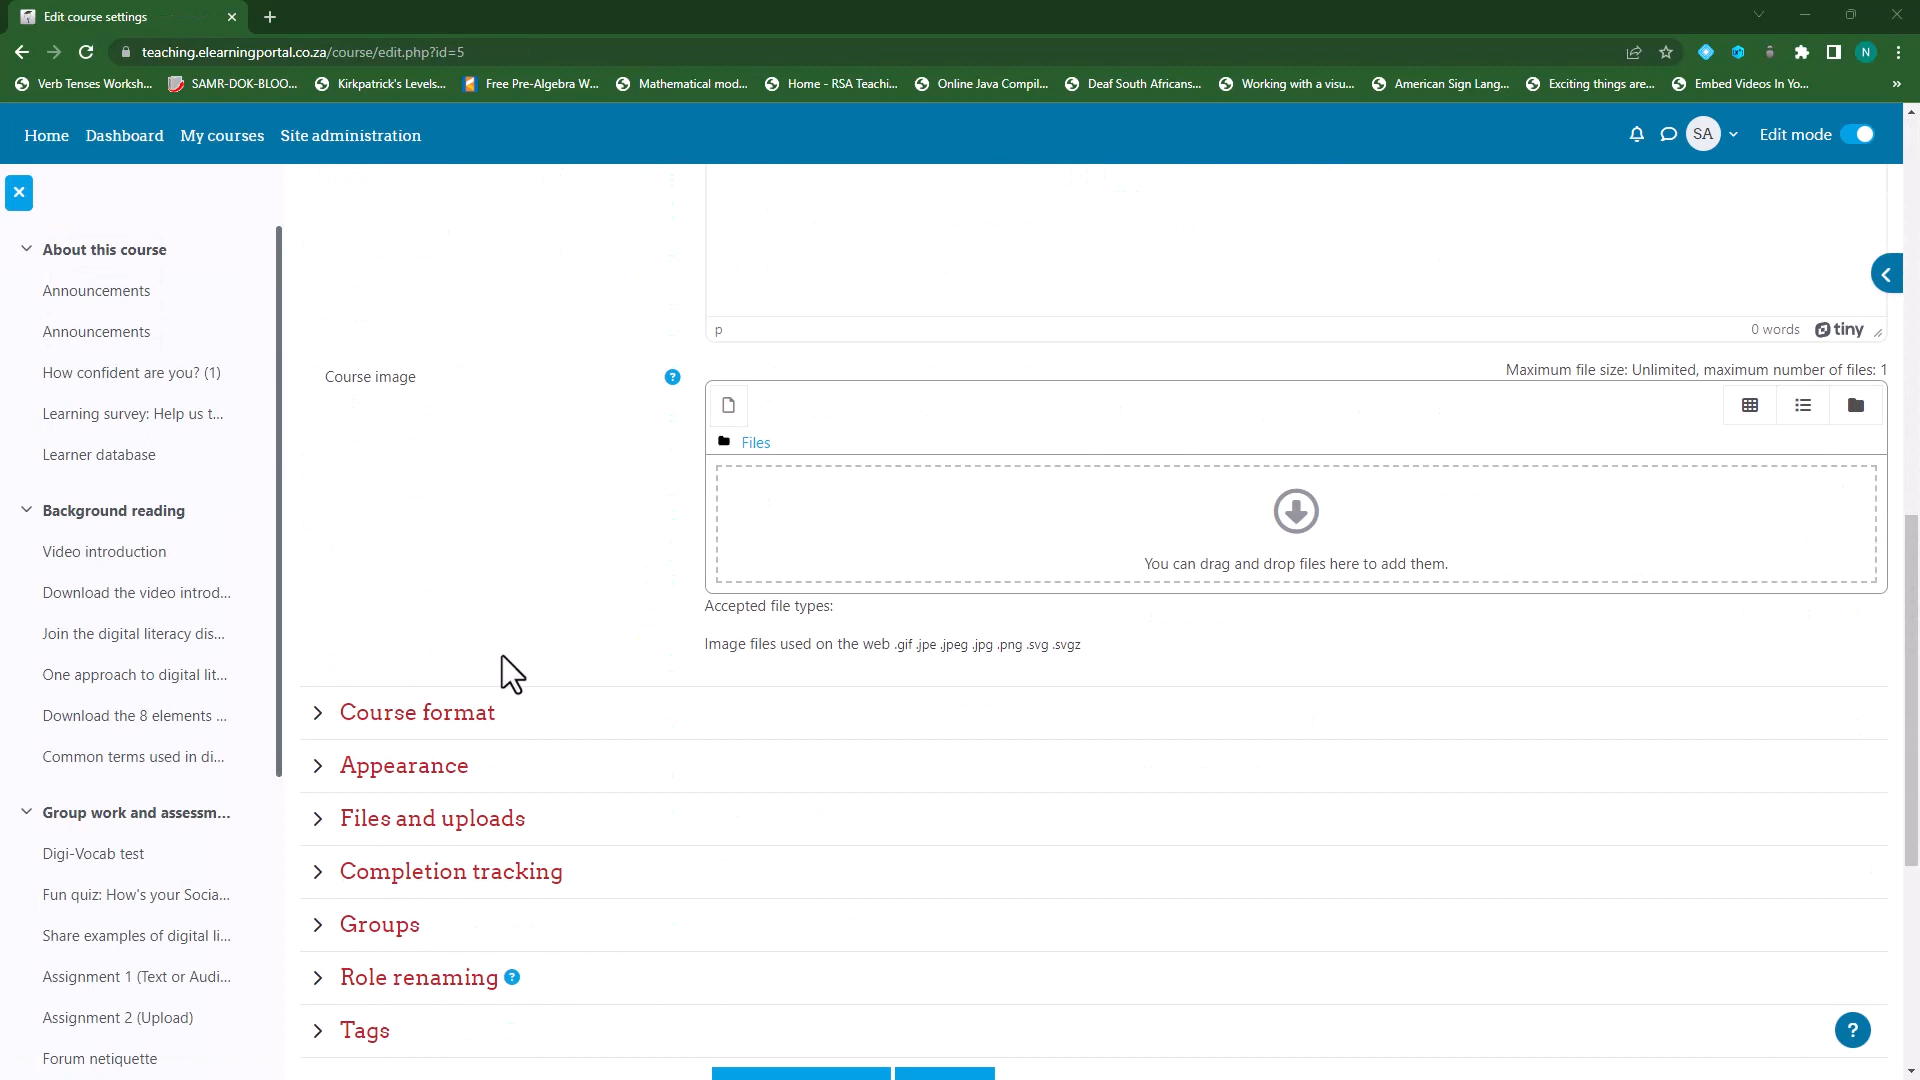 Edit course settings
teaching.elearningportal.co.za/course/edit.php?id=5
N
Verb Tenses Worksh...
SAMR-DOK-BLOO...
Kirkpatrick's Levels...
Free Pre-Algebra W...
Mathematical mod...
Home - RSA Teachi...
Online Java Compil...
Deaf South Africans...
Working with a visu...
American Sign Lang...
Exciting things are...
Embed Videos In Yo...
Home Dashboard My courses Site administration
SA
Edit mode
About this course
Announcements
Announcements
How confident are you? (1)
Learning survey: Help us t...
Learner database
Background reading
Video introduction
Download the video introd...
Join the digital literacy dis...
One approach to digital lit...
Download the 8 elements ...
Common terms used in di...
Group work and assessm...
Digi-Vocab test
Fun quiz: How's your Socia...
Share examples of digital li...
Assignment 1 (Text or Audi...
Assignment 2 (Upload)
Forum netiquette
p
0 words tiny
Course image ?
Maximum file size: Unlimited, maximum number of files: 1
Files
You can drag and drop files here to add them.
Accepted file types:
Image files used on the web .gif .jpe .jpeg .jpg .png .svg .svgz
Course format
Appearance
Files and uploads
Completion tracking
Groups
Role renaming ?
Tags
?